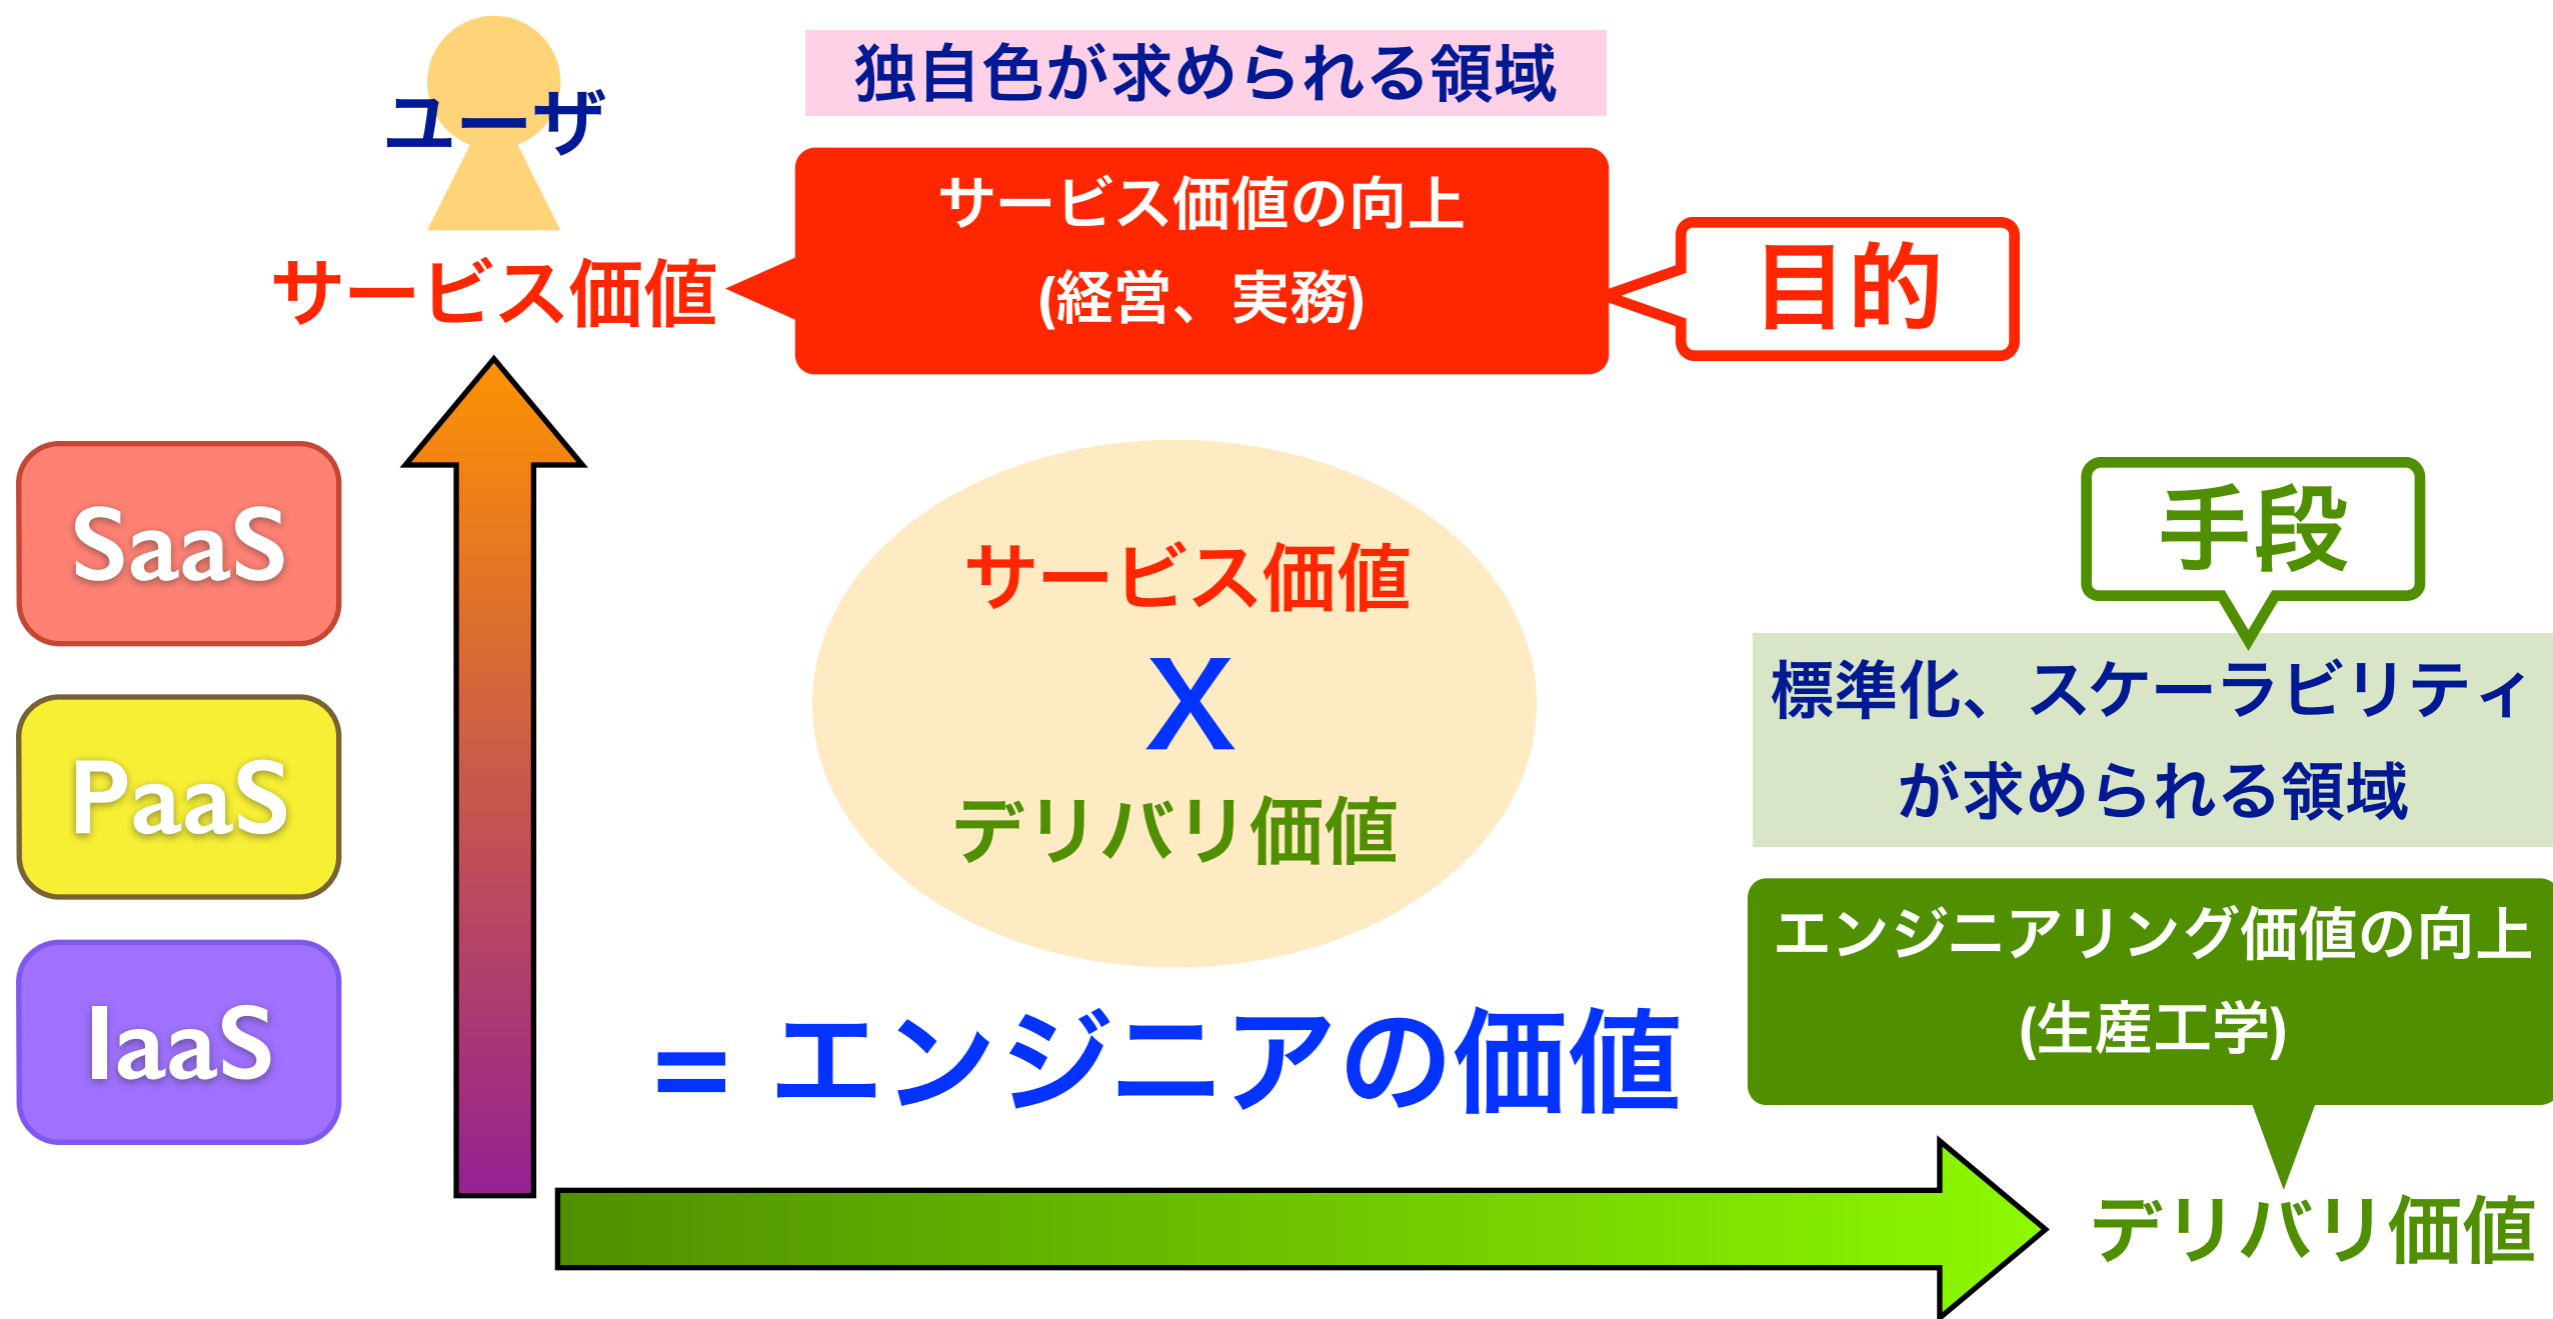 ユーザ
独自色が求められる領域
サービス価値の向上
(経営、実務)
目的
サービス価値
SaaS
PaaS
IaaS
サービス価値
X
デリバリ価値
= エンジニアの価値
手段
標準化、スケーラビリティ
が求められる領域
エンジニアリング価値の向上
(生産工学)
デリバリ価値